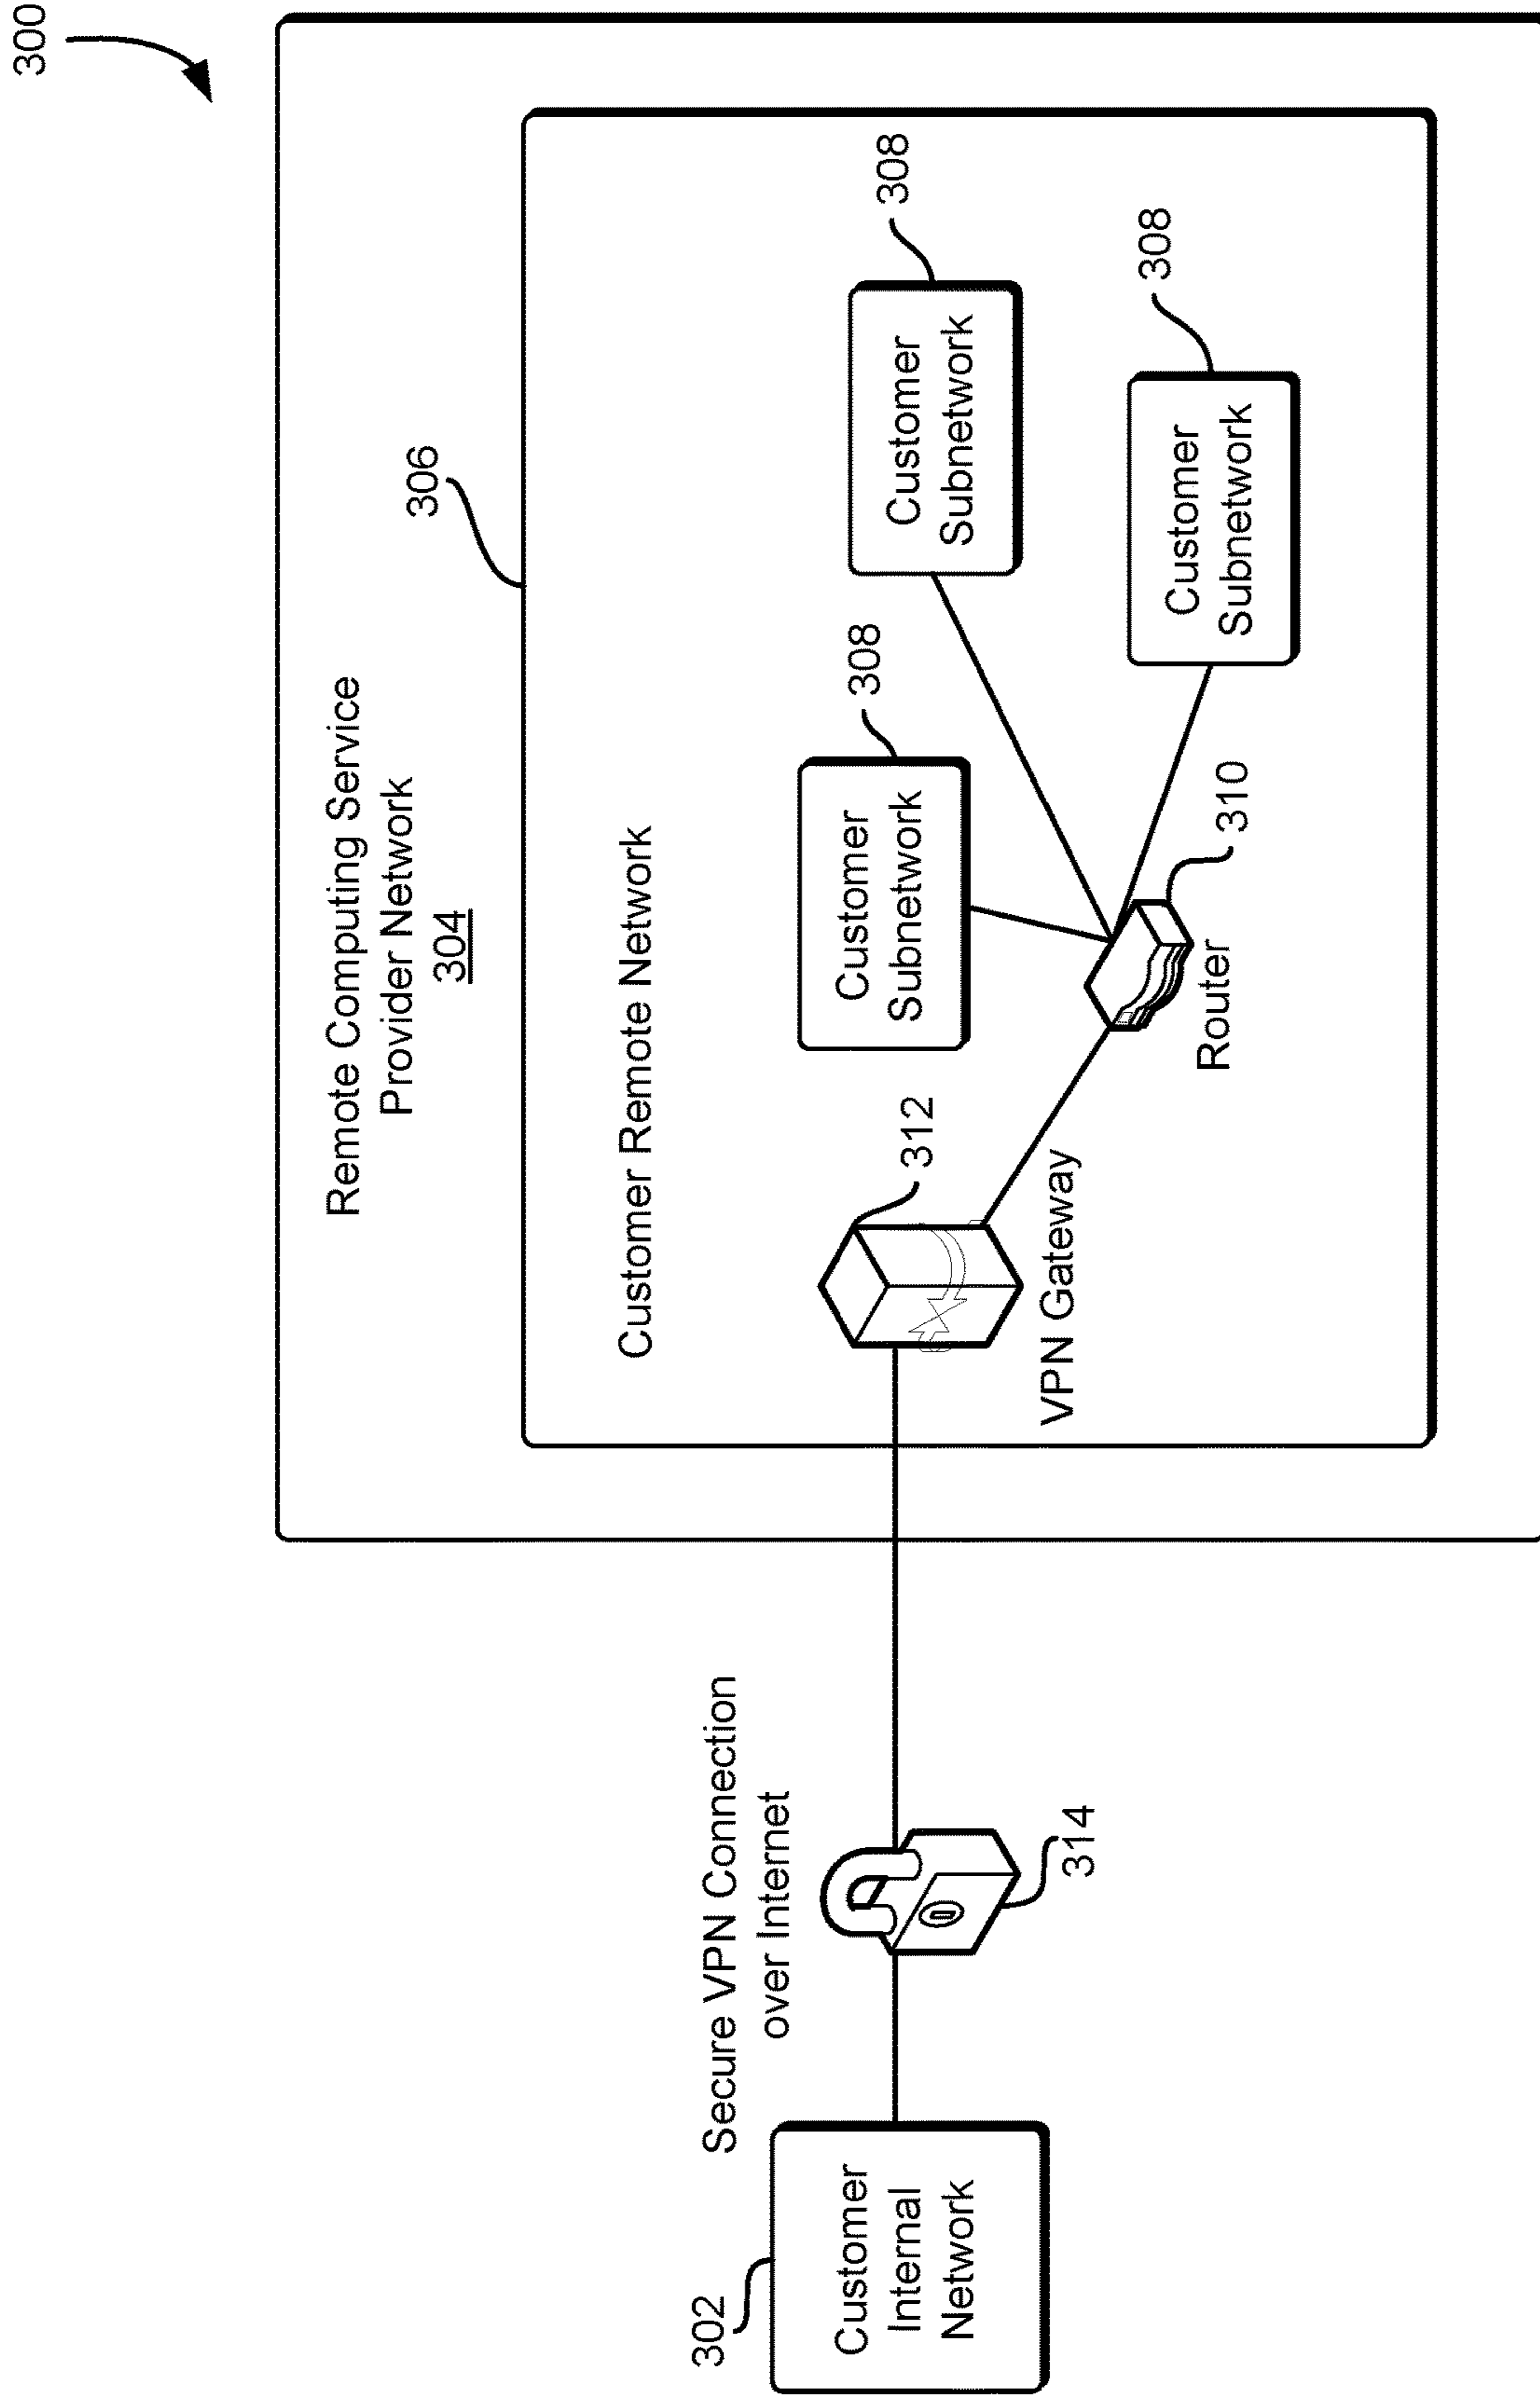 300
Remote Computing Service
Provider Network
304
306
Customer Remote Network
308
Customer
Subnetwork
308
Customer
Subnetwork
308
Customer
Subnetwork
312
VPN Gateway
310
Router
Secure VPN Connection
over Internet
314
302
Customer
Internal
Network